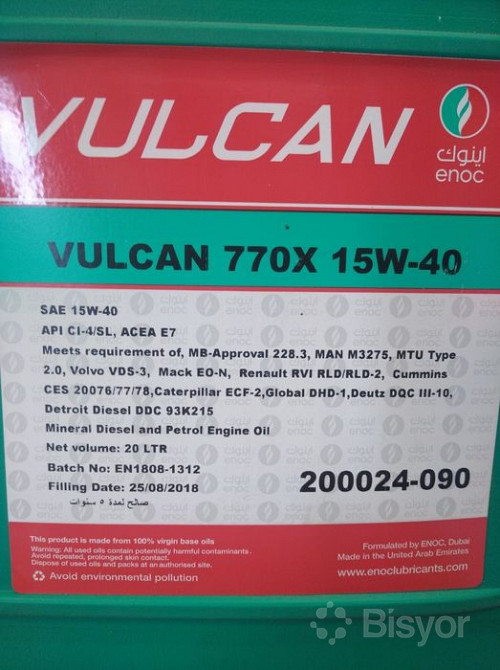 VULCAN
اينوك
enoc
VULCAN 770X 15W-40
SAE 15W-40
API CI-4/SL, ACEA E7
Meets requirement of, MB-Approval 228.3, MAN M3275, MTU Type
2.0, Volvo VDS-3, Mack EO-N, Renault RVI RLD/RLD-2, Cummins
CES 20076/77/78,Caterpillar ECF-2,Global DHD-1,Deutz DQC III-10,
Detroit Diesel DDC 93K215
Mineral Diesel and Petrol Engine Oil
Net volume: 20 LTR
Batch No: EN1808-1312
Filling Date: 25/08/2018
200024-090
صالح لمدة ٥ سنوات
This product is made from 100% virgin base oils
Warning: All used oils contain potentially harmful contaminants.
Avoid repeated, prolonged skin contact.
Dispose of used oils and packs at an authorised site.
Avoid environmental pollution
Formulated by ENOC, Dubai
Made in the United Arab Emirates
www.enoclubricants.com
Bisyor